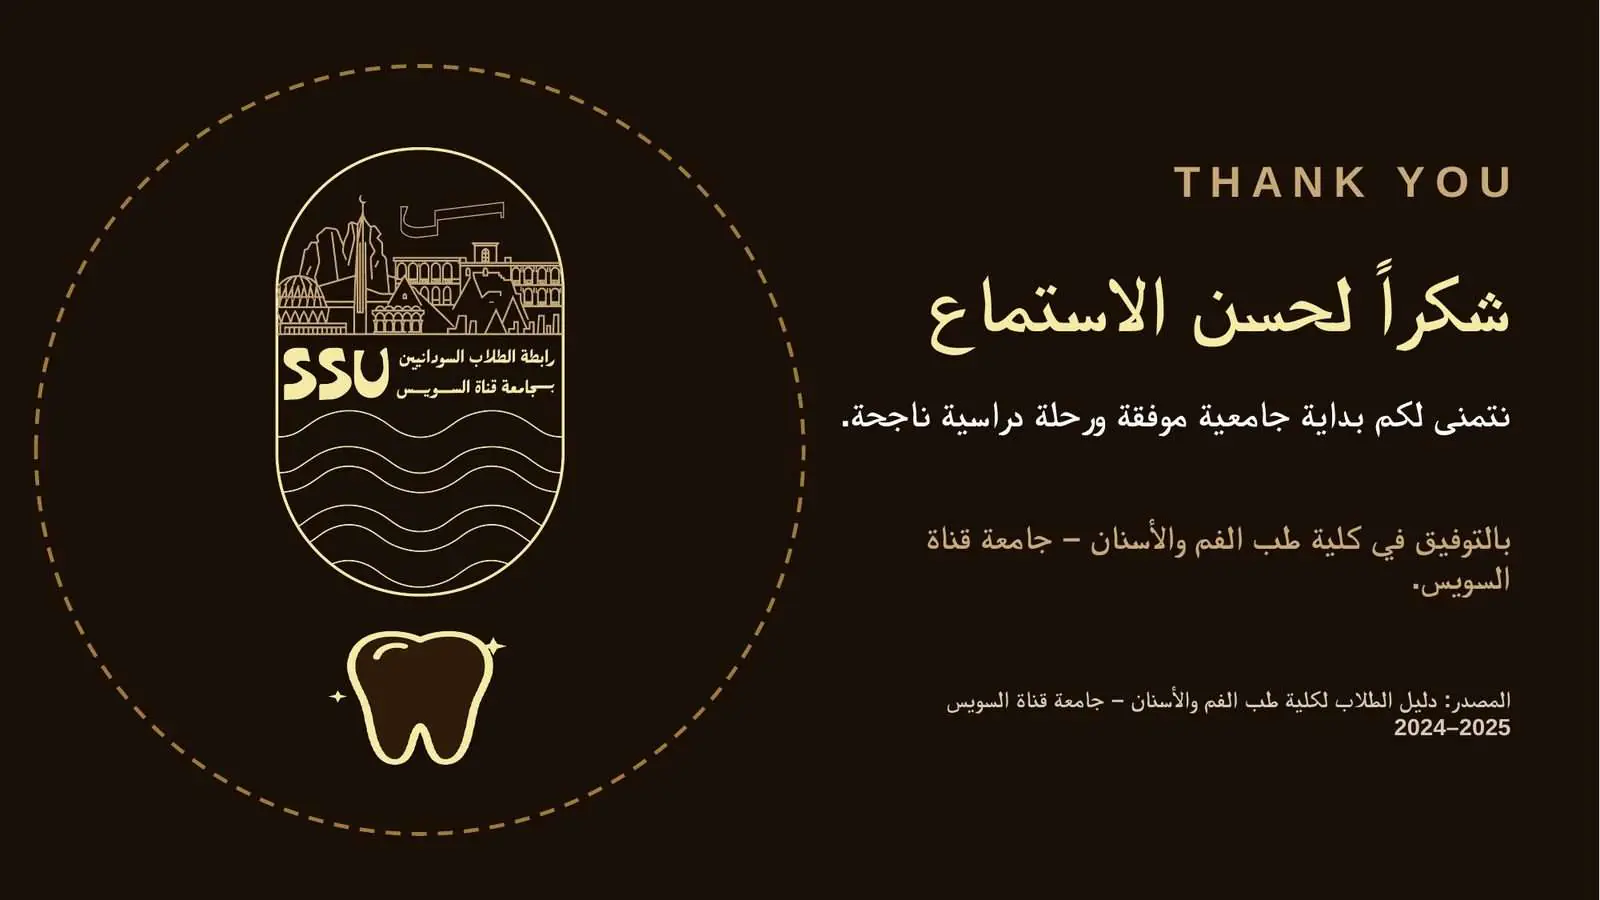 THANK YOU
شكراً لحسن الاستماع
نتمنى لكم بداية جامعية موفقة ورحلة دراسية ناجحة.
بالتوفيق في كلية طب الفم والأسنان – جامعة قناة
السويس.
المصدر: دليل الطلاب لكلية طب الفم والأسنان – جامعة قناة السويس
2024–2025
SSU
رابطة الطلاب السودانيين
بجامعة قناة السويس